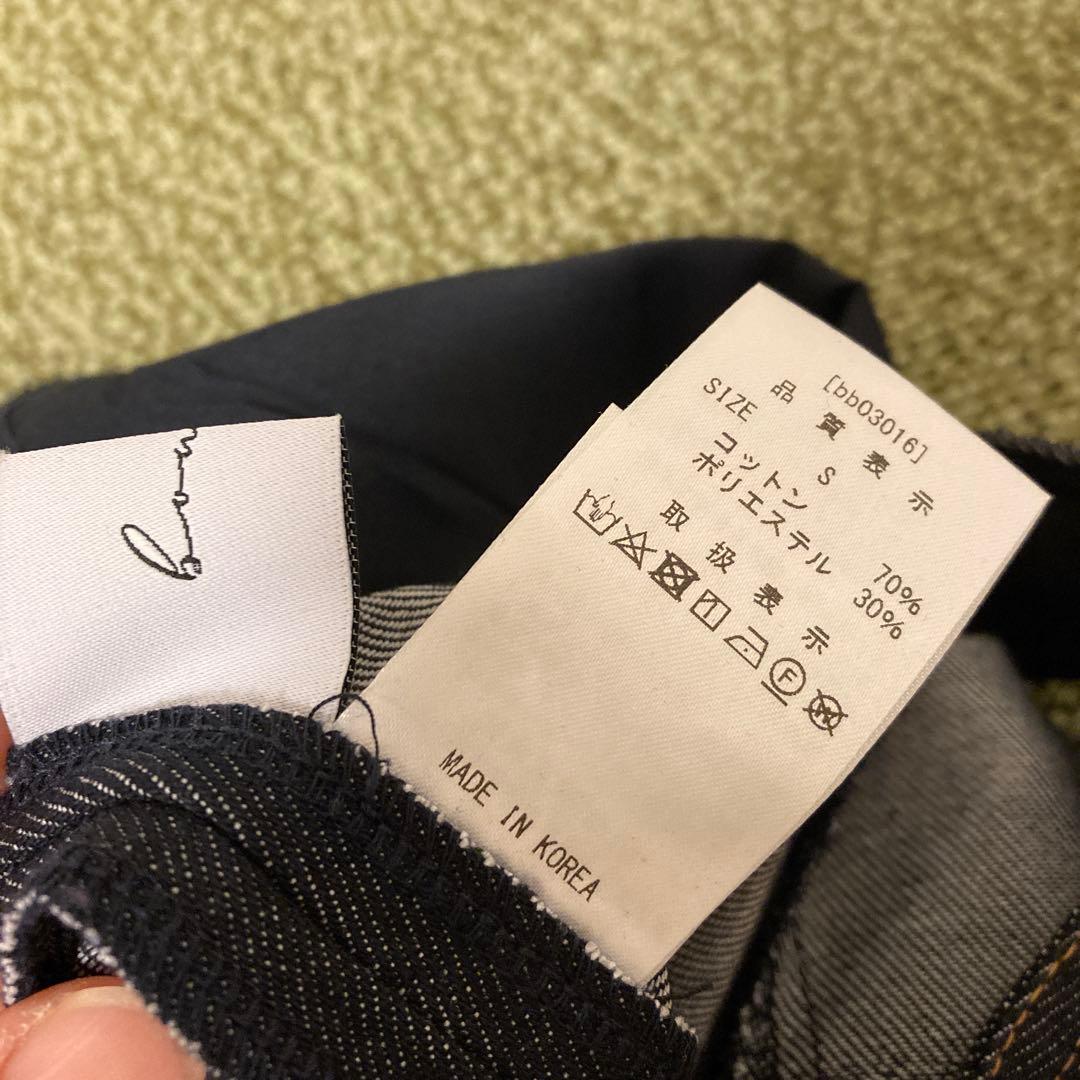 [bb03016]
品質表示
SIZE S
コットン 70%
ポリエステル 30%
取扱表示
F
W
MADE IN KOREA